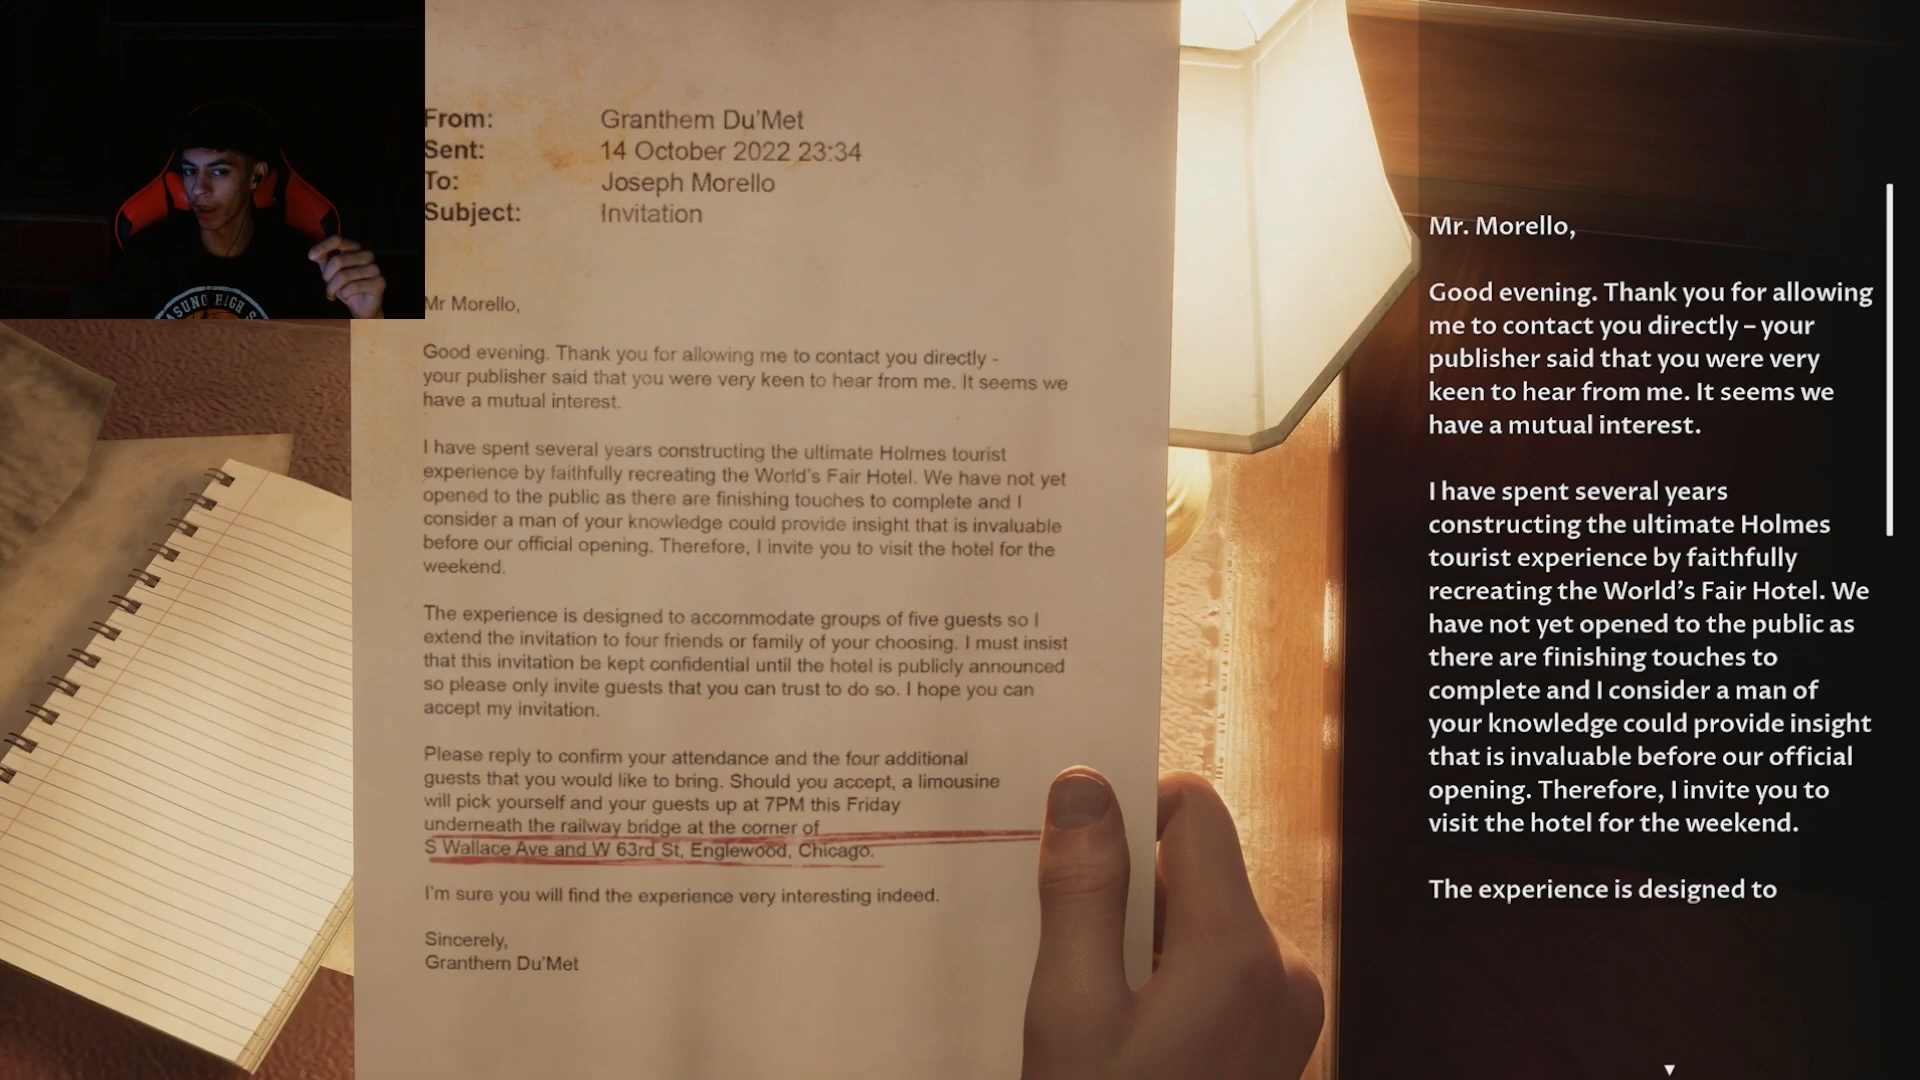 From: Granthem Du'Met
Sent: 14 October 2022 23:34
To: Joseph Morello
Subject: Invitation
Mr Morello,
Good evening. Thank you for allowing me to contact you directly -
your publisher said that you were very keen to hear from me. It seems we
have a mutual interest.
I have spent several years constructing the ultimate Holmes tourist
experience by faithfully recreating the World's Fair Hotel. We have not yet
opened to the public as there are finishing touches to complete and I
consider a man of your knowledge could provide insight that is invaluable
before our official opening. Therefore, I invite you to visit the hotel for the
weekend.
The experience is designed to accommodate groups of five guests so I
extend the invitation to four friends or family of your choosing. I must insist
that this invitation be kept confidential until the hotel is publicly announced
so please only invite guests that you can trust to do so. I hope you can
accept my invitation.
Please reply to confirm your attendance and the four additional
guests that you would like to bring. Should you accept, a limousine
will pick yourself and your guests up at 7PM this Friday
underneath the railway bridge at the corner of
S Wallace Ave and W 63rd St, Englewood, Chicago.
I'm sure you will find the experience very interesting indeed.
Sincerely,
Granthem Du'Met
Mr. Morello,
Good evening. Thank you for allowing
me to contact you directly – your
publisher said that you were very
keen to hear from me. It seems we
have a mutual interest.
I have spent several years
constructing the ultimate Holmes
tourist experience by faithfully
recreating the World's Fair Hotel. We
have not yet opened to the public as
there are finishing touches to
complete and I consider a man of
your knowledge could provide insight
that is invaluable before our official
opening. Therefore, I invite you to
visit the hotel for the weekend.
The experience is designed to
ASUNO HIGH S